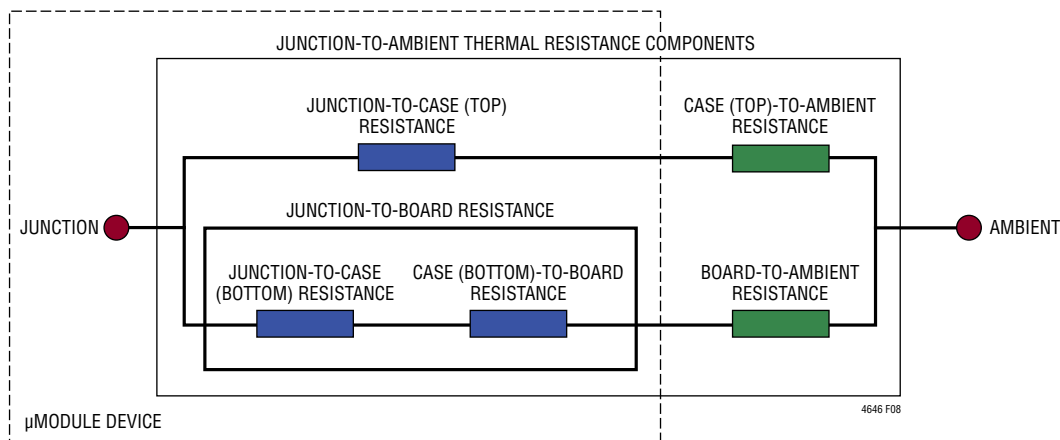 JUNCTION-TO-AMBIENT THERMAL RESISTANCE COMPONENTS
JUNCTION-TO-CASE (TOP)
RESISTANCE
CASE (TOP)-TO-AMBIENT
RESISTANCE
JUNCTION-TO-BOARD RESISTANCE
JUNCTION
AMBIENT
JUNCTION-TO-CASE
(BOTTOM) RESISTANCE
CASE (BOTTOM)-TO-BOARD
RESISTANCE
BOARD-TO-AMBIENT
RESISTANCE
4646 F08
µMODULE DEVICE